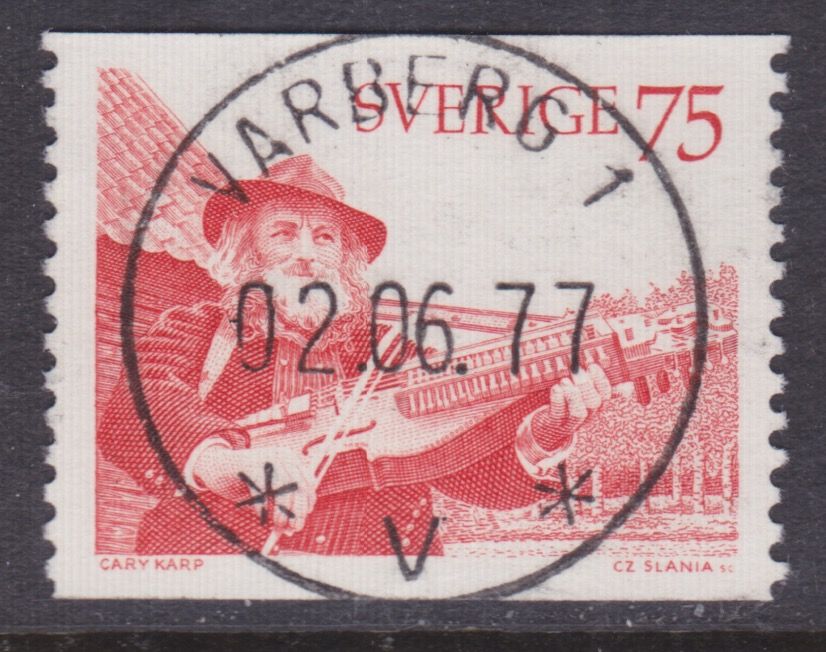 VARBERG 1
SVERIGE 75
02.06.77
* V *
CARY KARP
CZ SLANIA sc